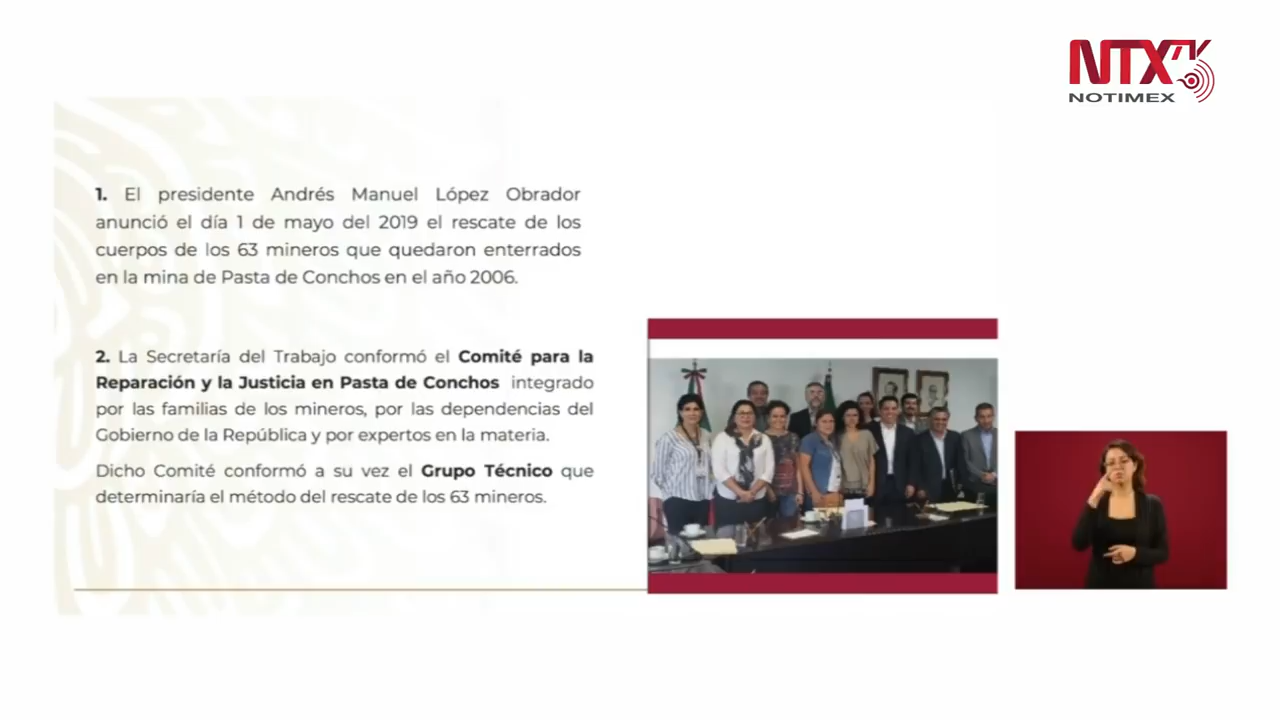 NTX TV
NOTIMEX
1. El presidente Andrés Manuel López Obrador
anunció el día 1 de mayo del 2019 el rescate de los
cuerpos de los 63 mineros que quedaron enterrados
en la mina de Pasta de Conchos en el año 2006.
2. La Secretaría del Trabajo conformó el Comité para la
Reparación y la Justicia en Pasta de Conchos integrado
por las familias de los mineros, por las dependencias del
Gobierno de la República y por expertos en la materia.
Dicho Comité conformó a su vez el Grupo Técnico que
determinaría el método del rescate de los 63 mineros.